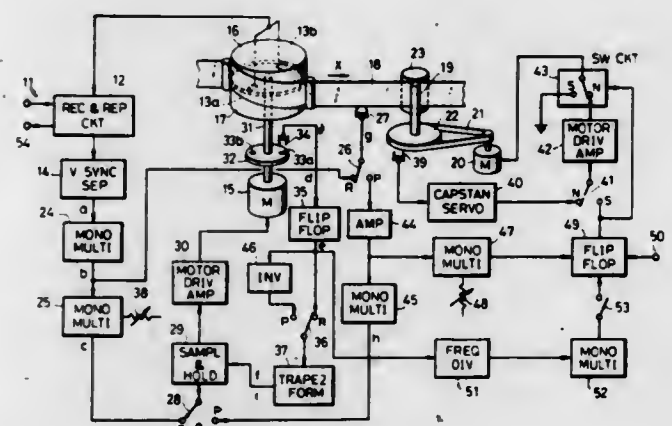 16
13b
X
18
23
19
SW CKT
43
S
N
11
12
REC & REP
CKT
54
13a
17
31
34
33b
33a
32
27
g
26
R
P
22
21
20
M
39
MOTOR
DRIV
AMP
42
14
V SYNC
SEP
a
15
M
d
35
FLIP
FLOP
e
AMP
44
CAPSTAN
SERVO
40
N
41
S
24
MONO
MULTI
b
30
MOTOR
DRIV
AMP
46
INV
47
MONO
MULTI
49
FLIP
FLOP
50
25
MONO
MULTI
38
c
P
R
36
MONO
MULTI
45
h
48
53
29
SAMPL
&
HOLD
f
37
TRAPEZ
FORM
FREQ
DIV
51
MONO
MULTI
52
28
P